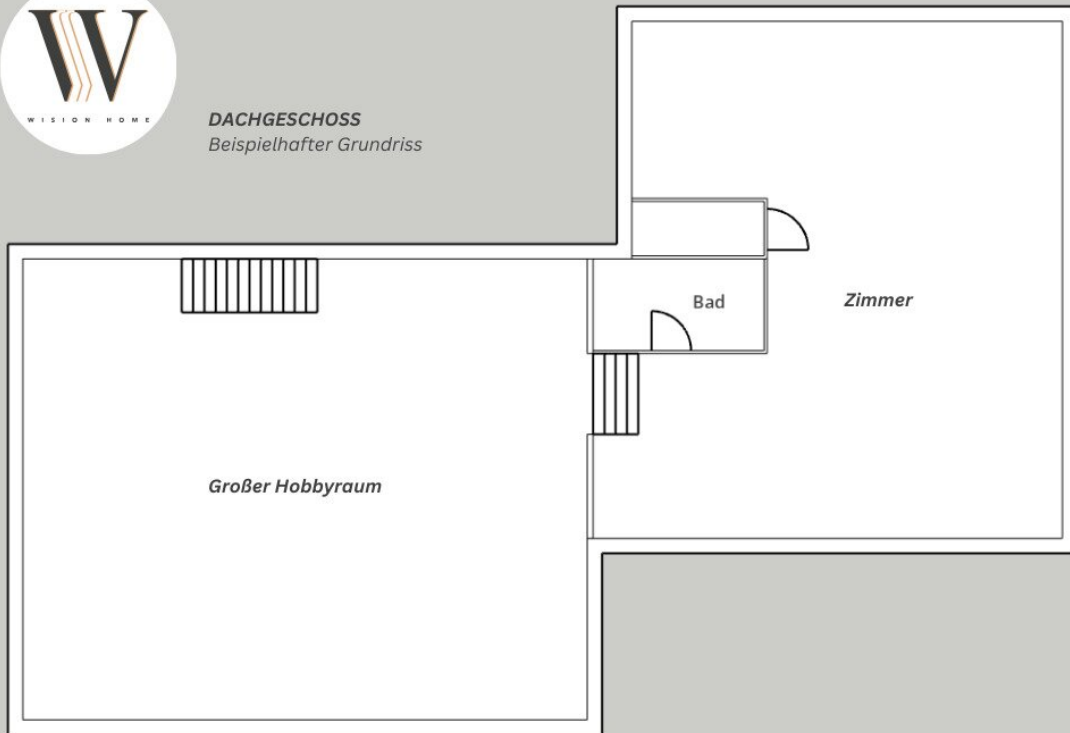 W
WISION HOME
DACHGESCHOSS
Beispielhafter Grundriss
Bad
Zimmer
Großer Hobbyraum